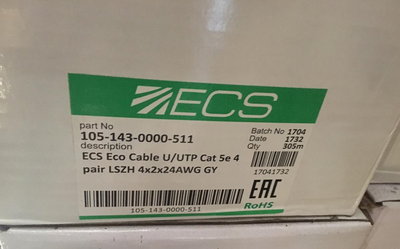 ECS
part No
105-143-0000-511
description
ECS Eco Cable U/UTP Cat 5e 4
pair LSZH 4x2x24AWG GY
Batch No 1704
Date 1732
Qty 305m
17041732
105-143-0000-511
EAC
RoHS